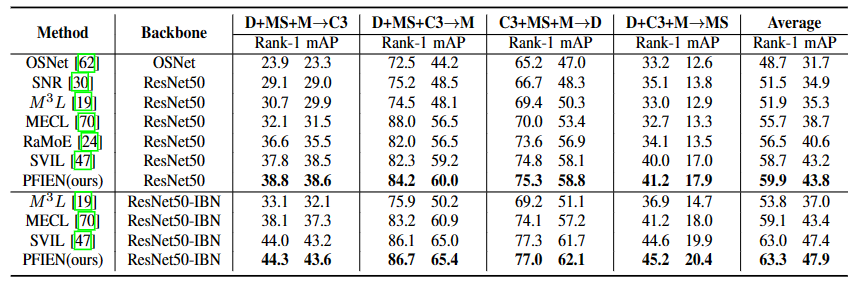 Method Backbone D+MS+M→C3 D+MS+C3→M C3+MS+M→D D+C3+M→MS Average
Rank-1 mAP Rank-1 mAP Rank-1 mAP Rank-1 mAP Rank-1 mAP
OSNet [62] OSNet 23.9 23.3 72.5 44.2 65.2 47.0 33.2 12.6 48.7 31.7
SNR [30] ResNet50 29.1 29.0 75.2 48.5 66.7 48.3 35.1 13.8 51.5 34.9
M³L [19] ResNet50 30.7 29.9 74.5 48.1 69.4 50.3 33.0 12.9 51.9 35.3
MECL [70] ResNet50 32.1 31.5 88.0 56.5 70.0 53.4 32.7 13.3 55.7 38.7
RaMoE [24] ResNet50 36.6 35.5 82.0 56.5 73.6 56.9 34.1 13.5 56.5 40.6
SVIL [47] ResNet50 37.8 38.5 82.3 59.2 74.8 58.1 40.0 17.0 58.7 43.2
PFIEN(ours) ResNet50 38.8 38.6 84.2 60.0 75.3 58.8 41.2 17.9 59.9 43.8
M³L [19] ResNet50-IBN 33.1 32.1 75.9 50.2 69.2 51.1 36.9 14.7 53.8 37.0
MECL [70] ResNet50-IBN 38.1 37.3 83.2 60.9 74.1 57.2 41.2 18.0 59.1 43.4
SVIL [47] ResNet50-IBN 44.0 43.2 86.1 65.0 77.3 61.7 44.6 19.9 63.0 47.4
PFIEN(ours) ResNet50-IBN 44.3 43.6 86.7 65.4 77.0 62.1 45.2 20.4 63.3 47.9